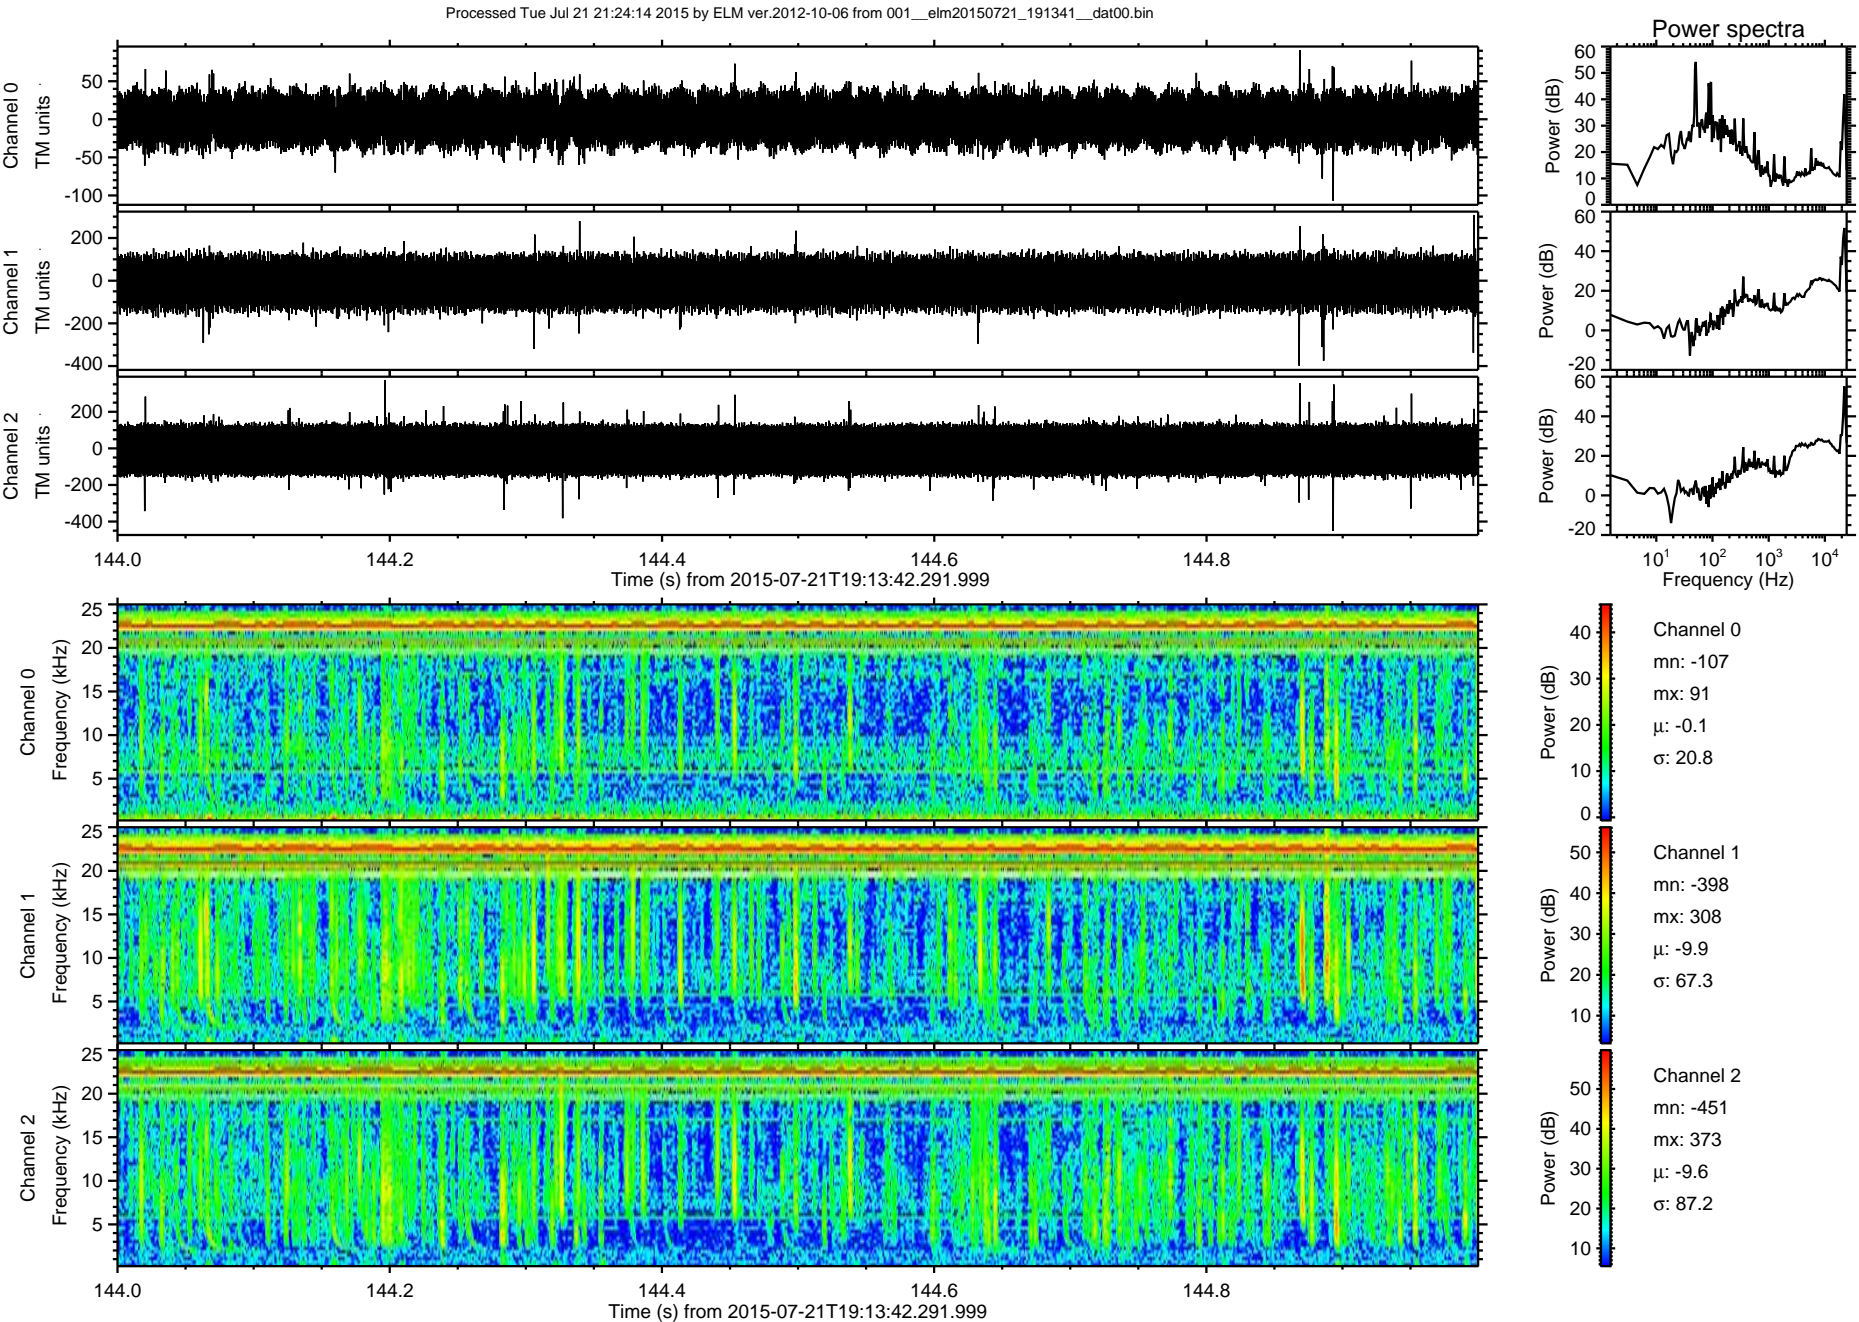 Processed Tue Jul 21 21:24:14 2015 by ELM ver.2012-10-06 from 001__elm20150721_191341__dat00.bin
Power spectra
Channel 0
TM units
50
0
-50
-100
Power (dB)
60
50
40
30
20
10
0
Channel 1
TM units
200
0
-200
-400
Power (dB)
60
40
20
0
-20
Channel 2
TM units
200
0
-200
-400
Power (dB)
60
40
20
0
-20
144.0 144.2 144.4 144.6 144.8
Time (s) from 2015-07-21T19:13:42.291.999
10¹ 10² 10³ 10⁴
Frequency (Hz)
Channel 0
Frequency (kHz)
25
20
15
10
5
Power (dB)
40
30
20
10
0
Channel 0
mn: -107
mx: 91
µ: -0.1
σ: 20.8
Channel 1
Frequency (kHz)
25
20
15
10
5
Power (dB)
50
40
30
20
10
Channel 1
mn: -398
mx: 308
µ: -9.9
σ: 67.3
Channel 2
Frequency (kHz)
25
20
15
10
5
Power (dB)
50
40
30
20
10
Channel 2
mn: -451
mx: 373
µ: -9.6
σ: 87.2
144.0 144.2 144.4 144.6 144.8
Time (s) from 2015-07-21T19:13:42.291.999